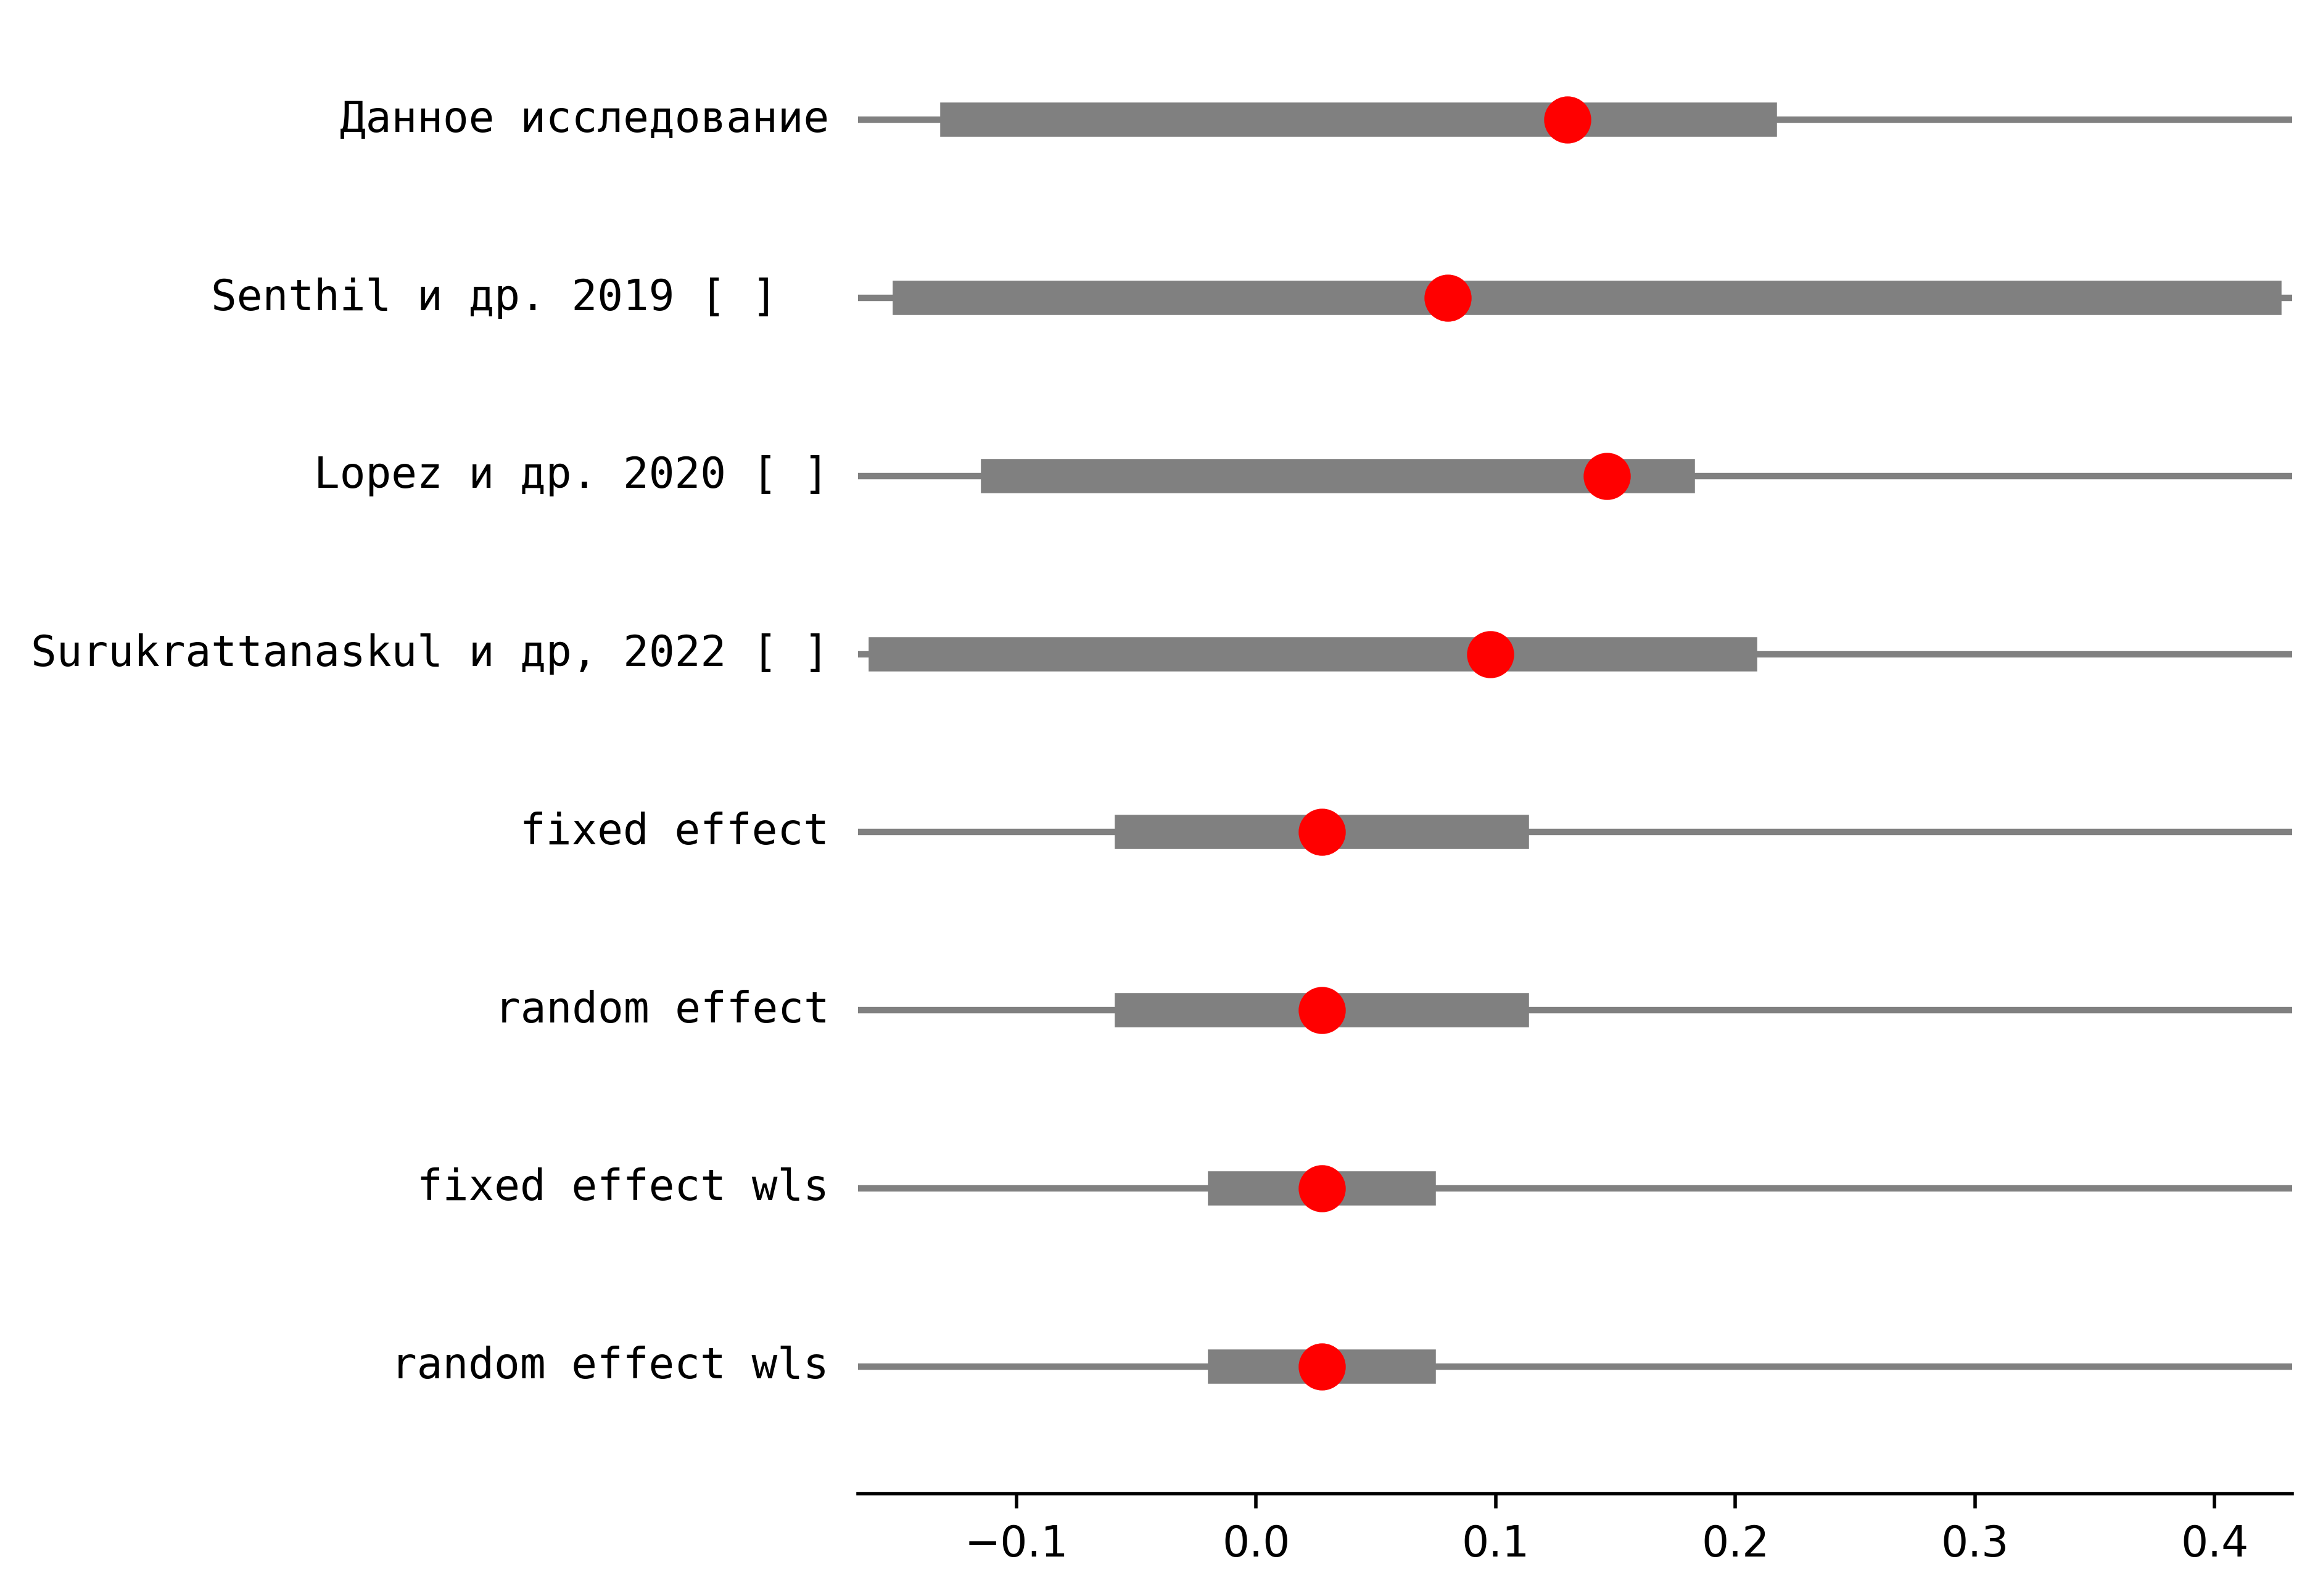 Данное исследование
Senthil и др. 2019 [ ]
Lopez и др. 2020 [ ]
Surukrattanaskul и др, 2022 [ ]
fixed effect
random effect
fixed effect wls
random effect wls
−0.1 0.0 0.1 0.2 0.3 0.4